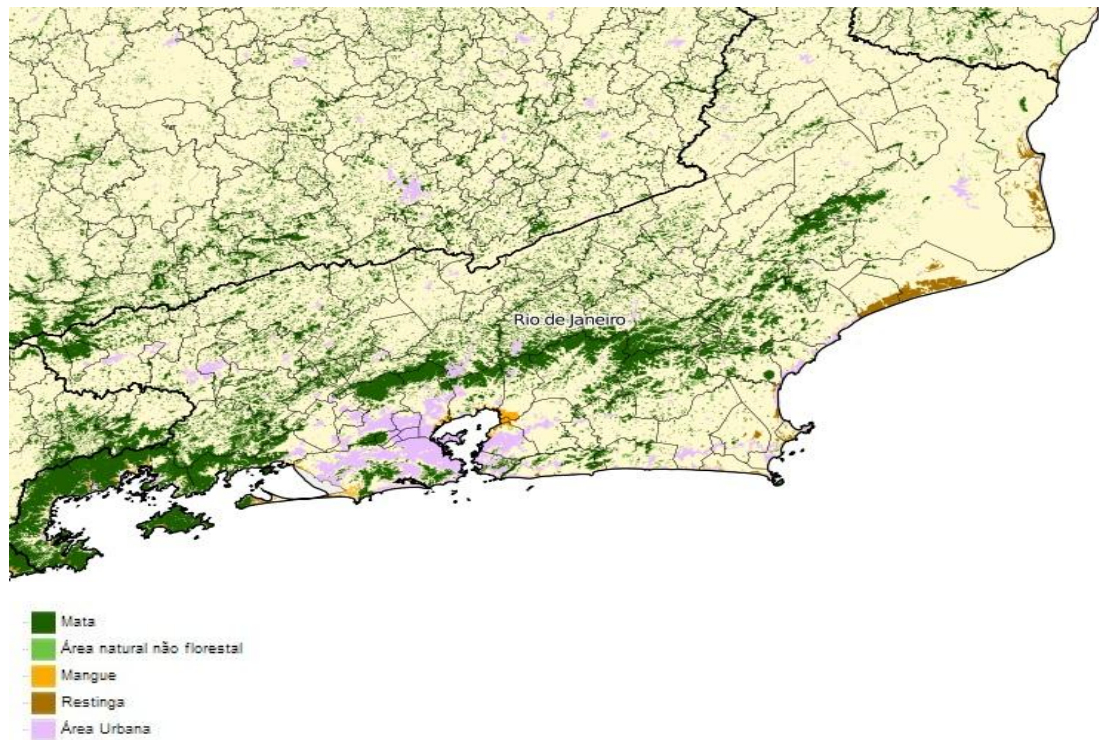 Rio de Janeiro
Mata
Área natural não florestal
Mangue
Restinga
Área Urbana